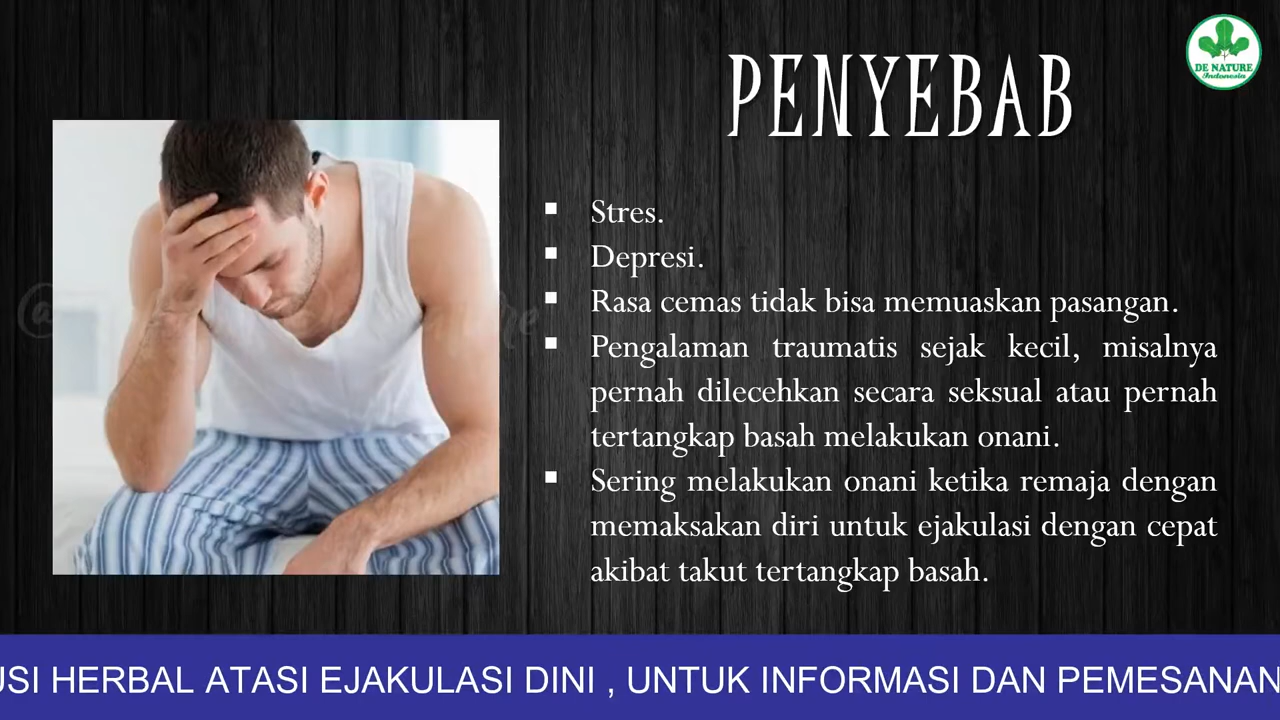 PENYEBAB
DE NATURE
Indonesia
Stres.
Depresi.
Rasa cemas tidak bisa memuaskan pasangan.
Pengalaman traumatis sejak kecil, misalnya
pernah dilecehkan secara seksual atau pernah
tertangkap basah melakukan onani.
Sering melakukan onani ketika remaja dengan
memaksakan diri untuk ejakulasi dengan cepat
akibat takut tertangkap basah.
USI HERBAL ATASI EJAKULASI DINI , UNTUK INFORMASI DAN PEMESANAN